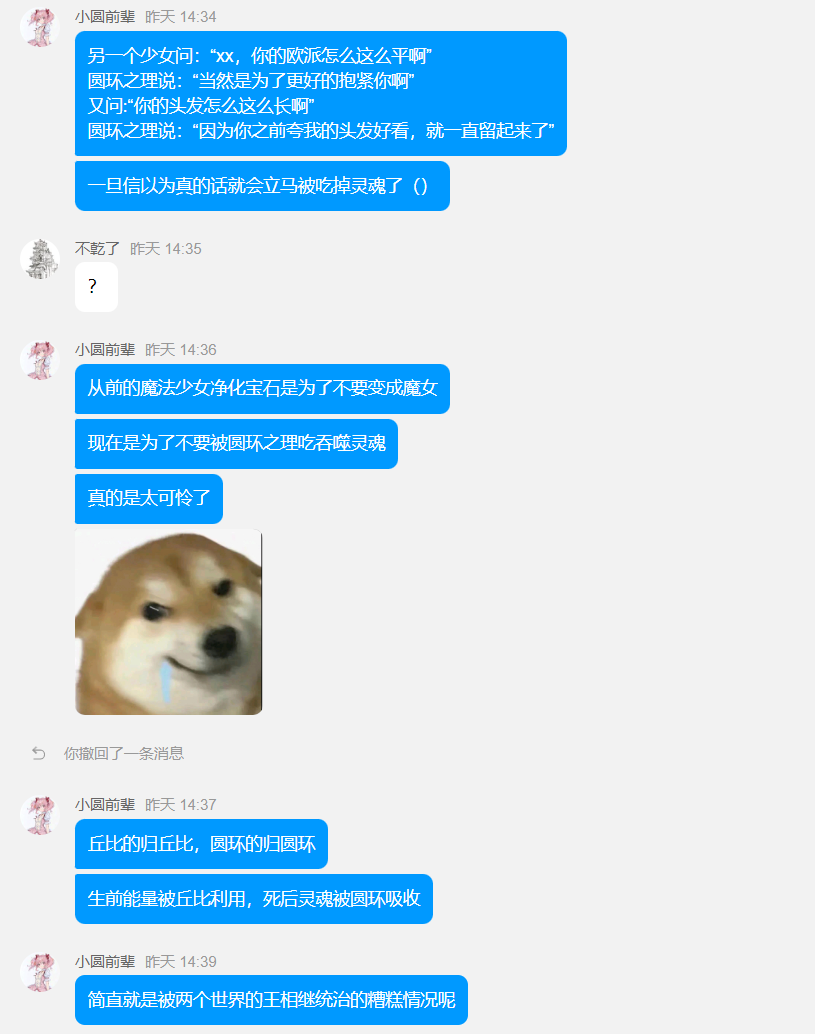 小圆前辈 昨天 14:34
另一个少女问：“xx，你的欧派怎么这么平啊”
圆环之理说：“当然是为了更好的抱紧你啊”
又问:“你的头发怎么这么长啊”
圆环之理说：“因为你之前夸我的头发好看，就一直留起来了”
一旦信以为真的话就会立马被吃掉灵魂了（）
不乾了 昨天 14:35
？
小圆前辈 昨天 14:36
从前的魔法少女净化宝石是为了不要变成魔女
现在是为了不要被圆环之理吃吞噬灵魂
真的是太可怜了
你撤回了一条消息
小圆前辈 昨天 14:37
丘比的归丘比，圆环的归圆环
生前能量被丘比利用，死后灵魂被圆环吸收
小圆前辈 昨天 14:39
简直就是被两个世界的王相继统治的糟糕情况呢